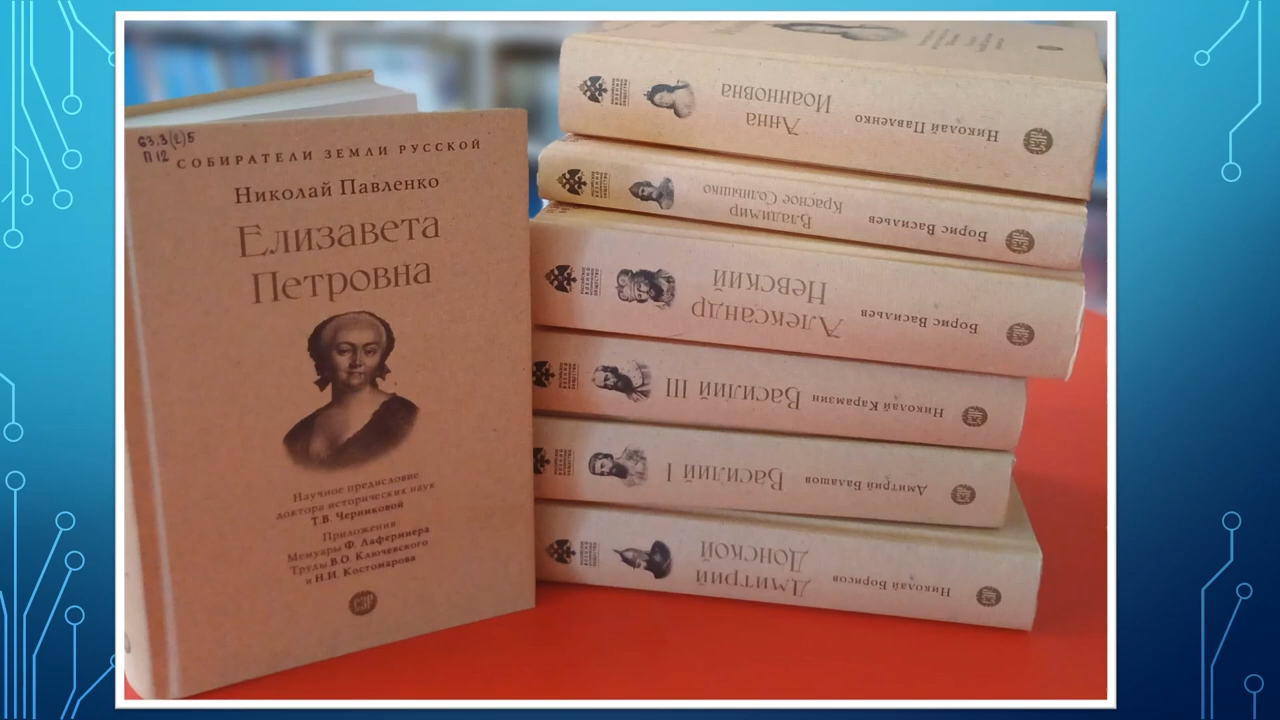 63.3(2)5
П12
СОБИРАТЕЛИ ЗЕМЛИ РУССКОЙ
Николай Павленко
Елизавета
Петровна
Научное предисловие
доктора исторических наук
Т.В. Черниковой
Приложения
Мемуары Ф. Лафермиера
Труды В.О. Ключевского
и Н.И. Костомарова
СЗР
Николай Павленко
Анна
Иоанновна
Борис Васильев
Владимир
Красное Солнышко
Борис Васильев
Александр
Невский
Николай Карамзин
Василий III
Дмитрий Балашов
Василий I
Николай Борисов
Дмитрий
Донской